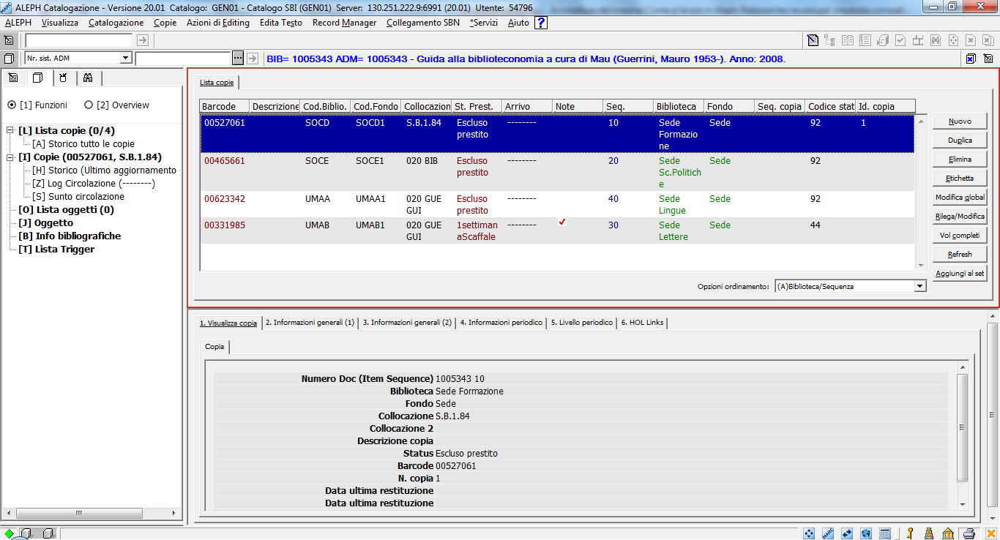 ALEPH Catalogazione - Versione 20.01 Catalogo: GEN01 - Catalogo SBI (GEN01) Server: 130.251.222.9:6991 (20.01) Utente: 54796
ALEPH Visualizza Catalogazione Copie Azioni di Editing Edita Testo Record Manager Collegamento SBN *Servizi Aiuto ?
Nr. sist. ADM ... BIB= 1005343 ADM= 1005343 - Guida alla biblioteconomia a cura di Mau (Guerrini, Mauro 1953-). Anno: 2008.
[1] Funzioni [2] Overview
[L] Lista copie (0/4)
[A] Storico tutto le copie
[I] Copie (00527061, S.B.1.84)
[H] Storico (Ultimo aggiornamento
[Z] Log Circolazione (--------)
[S] Sunto circolazione
[O] Lista oggetti (0)
[J] Oggetto
[B] Info bibliografiche
[T] Lista Trigger
Lista copie
Barcode Descrizione Cod.Biblio. Cod.Fondo Collocazion St. Prest. Arrivo Note Seq. Biblioteca Fondo Seq. copia Codice stat Id. copia
00527061 SOCD SOCD1 S.B.1.84 Escluso -------- 10 Sede Sede 92 1
prestito Formazio
ne
00465661 SOCE SOCE1 020 BIB Escluso -------- 20 Sede Sede 92
prestito Sc.Politich
e
00623342 UMAA UMAA1 020 GUE Escluso -------- 40 Sede Sede 92
GUI prestito Lingue
00331985 UMAB UMAB1 020 GUE 1settiman -------- 30 Sede Sede 44
GUI aScaffale Lettere
Nuovo
Duplica
Elimina
Etichetta
Modifica global
Rilega/Modifica
Vol completi
Refresh
Aggiungi al set
Opzioni ordinamento: (A)Biblioteca/Sequenza
1. Visualizza copia 2. Informazioni generali (1) 3. Informazioni generali (2) 4. Informazioni periodico 5. Livello periodico 6. HOL Links
Copia
Numero Doc (Item Sequence) 1005343 10
Biblioteca Sede Formazione
Fondo Sede
Collocazione S.B.1.84
Collocazione 2
Descrizione copia
Status Escluso prestito
Barcode 00527061
N. copia 1
Data ultima restituzione
Data ultima restituzione